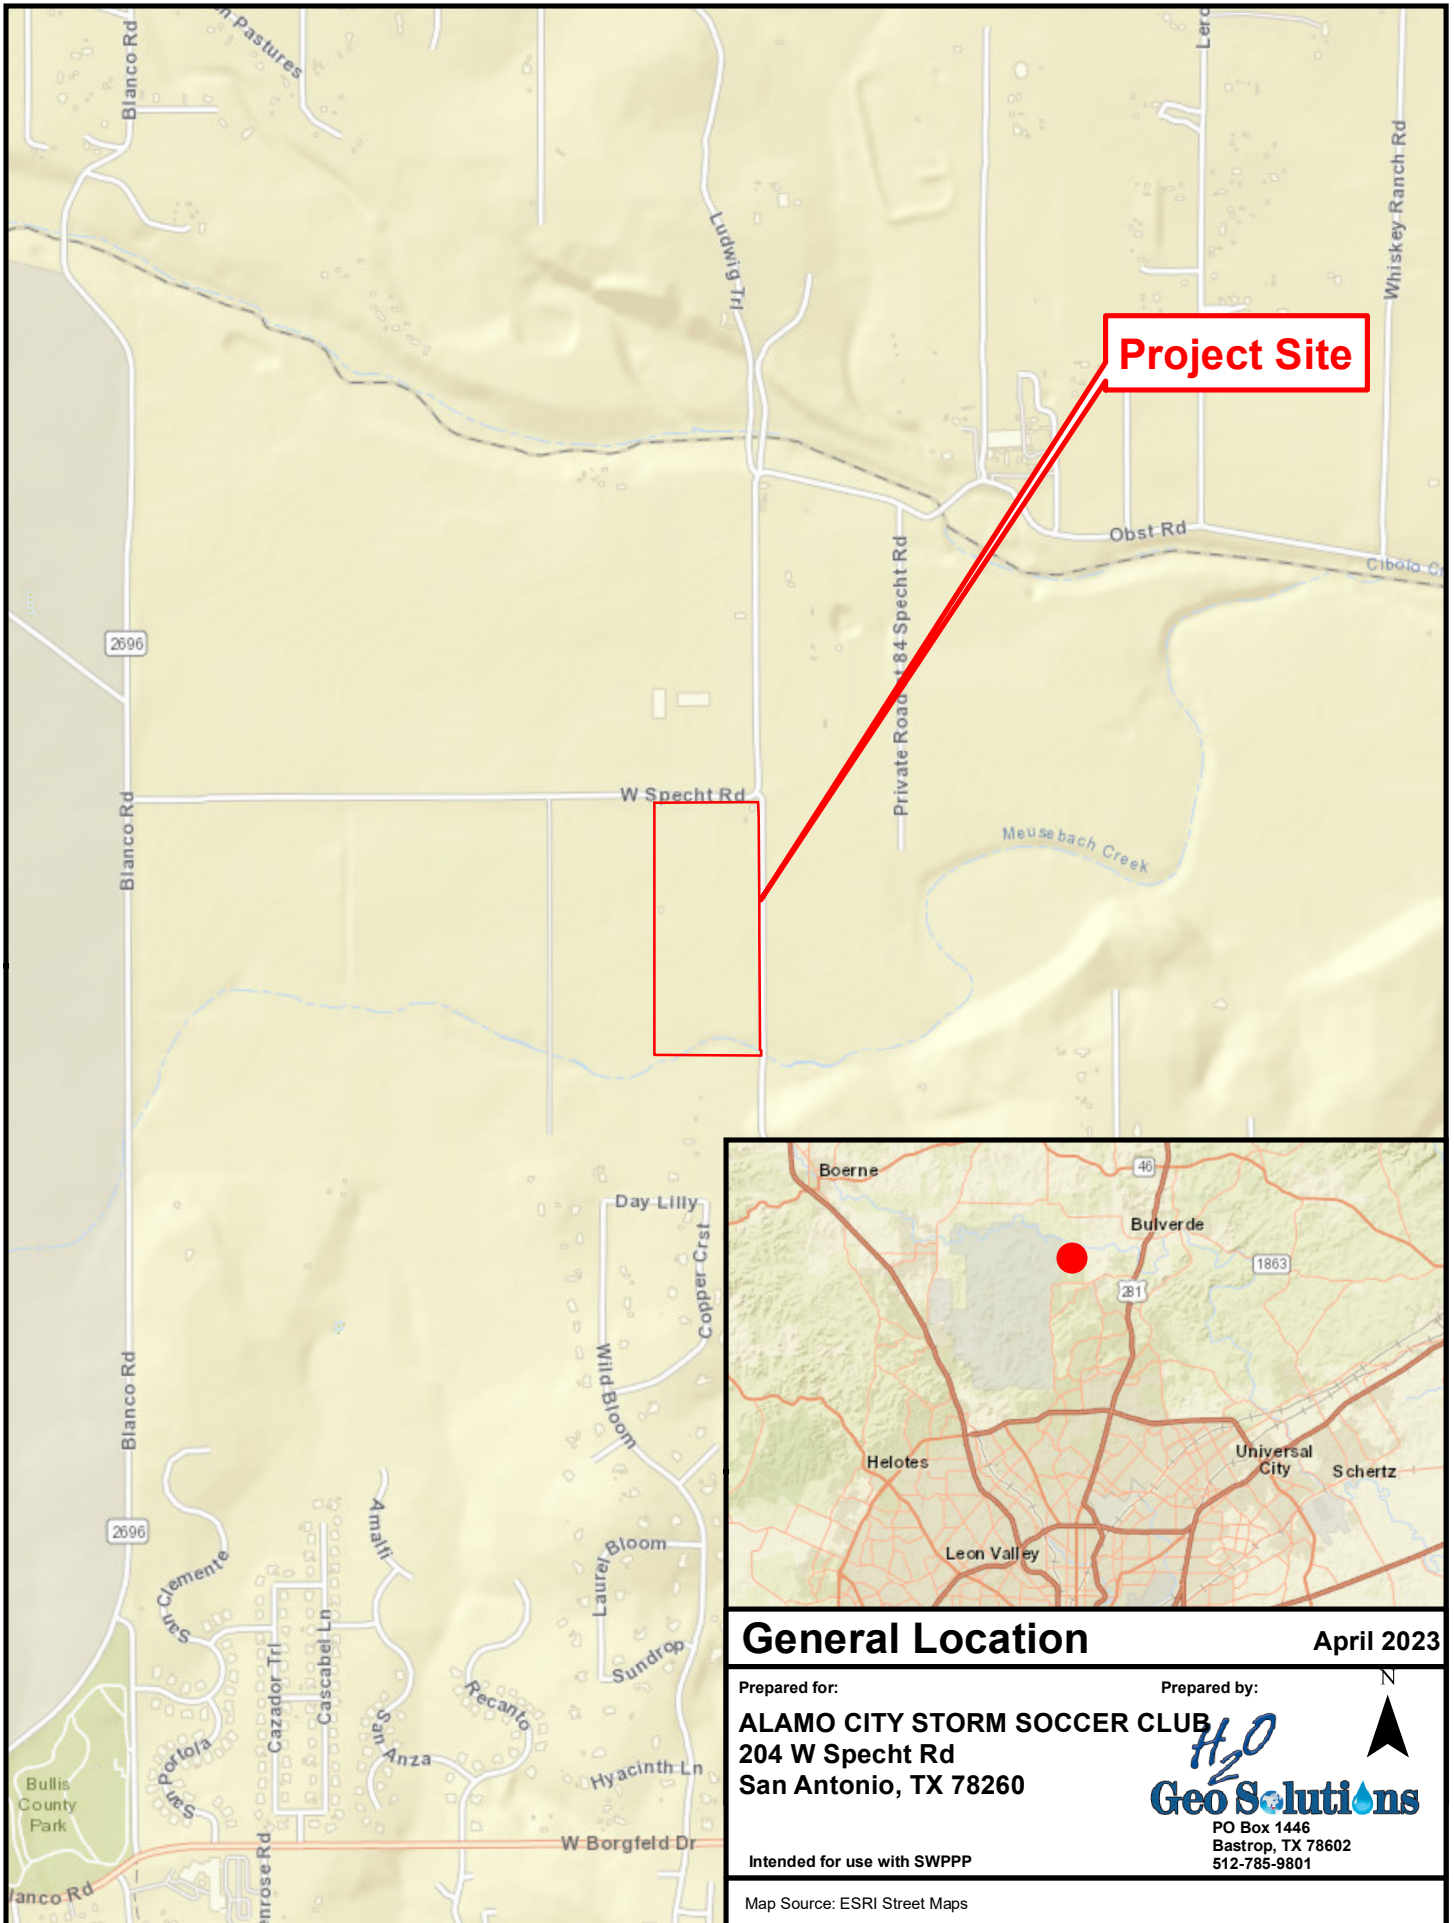 Blanco Rd
Pastures
Ludwig Trl
Whiskey Ranch Rd
Project Site
Obst Rd
Cibolo
2696
Private Road at 84 Specht Rd
W Specht Rd
Blanco Rd
Meusebach Creek
Day Lilly
Copper Crst
Wild Bloom
Blanco Rd
2696
San Clemente
Amalfi
Laurel Bloom
Cazador Trl
Cascabel Ln
Sundrop
Recanto
San Portola
San Anza
Hyacinth Ln
Bullis
County
Park
W Borgfeld Dr
Boerne
46
Bulverde
1863
281
Helotes
Universal
City
Schertz
Leon Valley
General Location
April 2023
Prepared for:
Prepared by:
N
ALAMO CITY STORM SOCCER CLUB
204 W Specht Rd
San Antonio, TX 78260
H2O
Geo Solutions
PO Box 1446
Bastrop, TX 78602
512-785-9801
Intended for use with SWPPP
Map Source: ESRI Street Maps